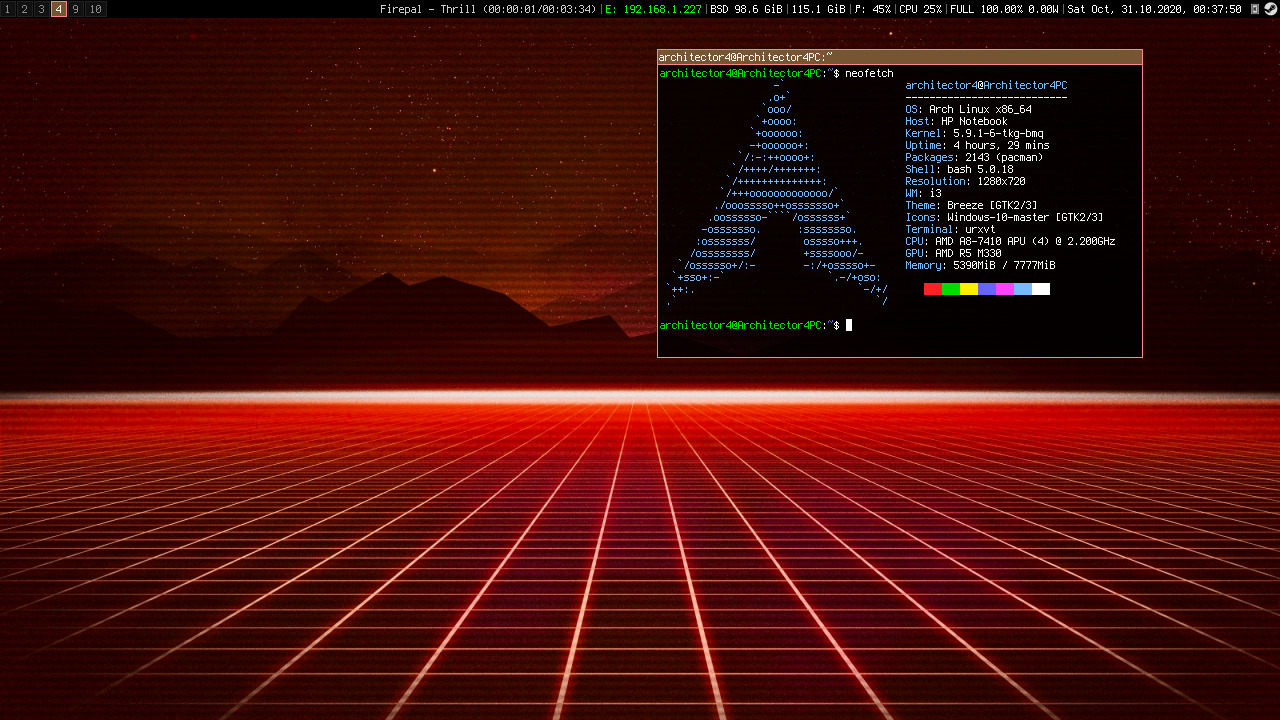 1 2 3 4 9 10 Firepal - Thrill (00:00:01/00:03:34)|E: 192.168.1.227|BSD 98.6 GiB|115.1 GiB|P: 45%|CPU 25%|FULL 100.00% 0.00W|Sat Oct, 31.10.2020, 00:37:50
architector4@Architector4PC:~
architector4@Architector4PC:~$ neofetch
architector4@Architector4PC
---------------------------
OS: Arch Linux x86_64
Host: HP Notebook
Kernel: 5.9.1-6-tkg-bmq
Uptime: 4 hours, 29 mins
Packages: 2143 (pacman)
Shell: bash 5.0.18
Resolution: 1280x720
WM: i3
Theme: Breeze [GTK2/3]
Icons: Windows-10-master [GTK2/3]
Terminal: urxvt
CPU: AMD A8-7410 APU (4) @ 2.200GHz
GPU: AMD R5 M330
Memory: 5390MiB / 7777MiB
architector4@Architector4PC:~$